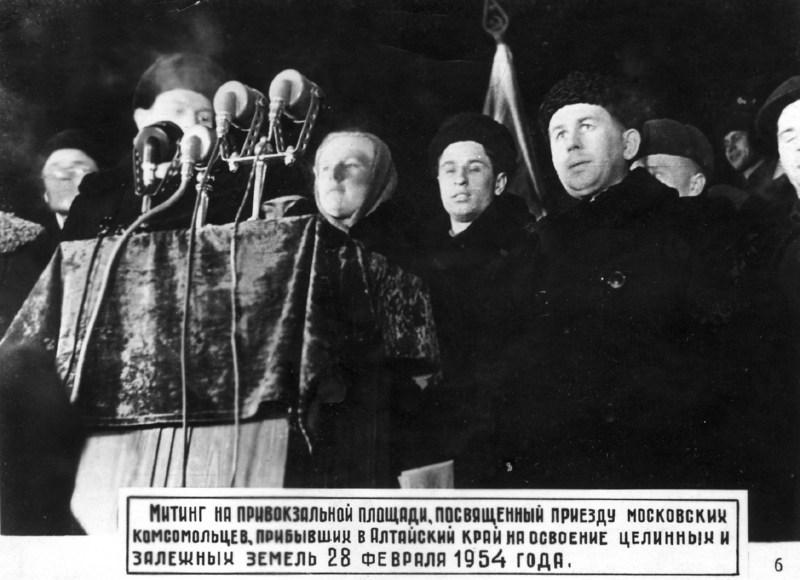 Митинг на привокзальной площади, посвященный приезду московских
комсомольцев, прибывших в Алтайский край на освоение целинных и
залежных земель 28 февраля 1954 года.
6